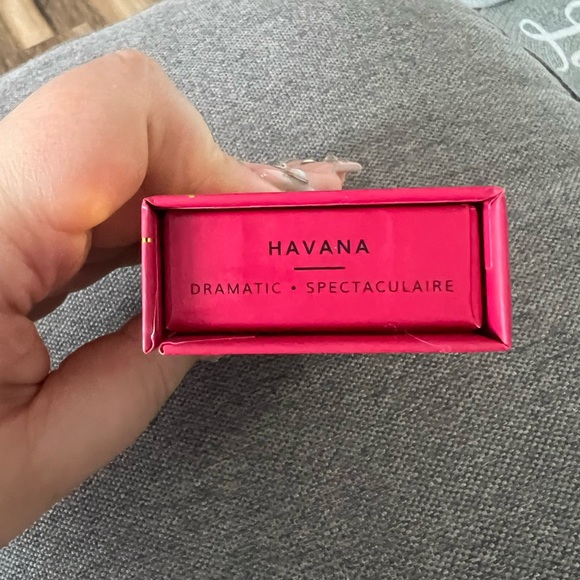 HAVANA
DRAMATIC • SPECTACULAIRE